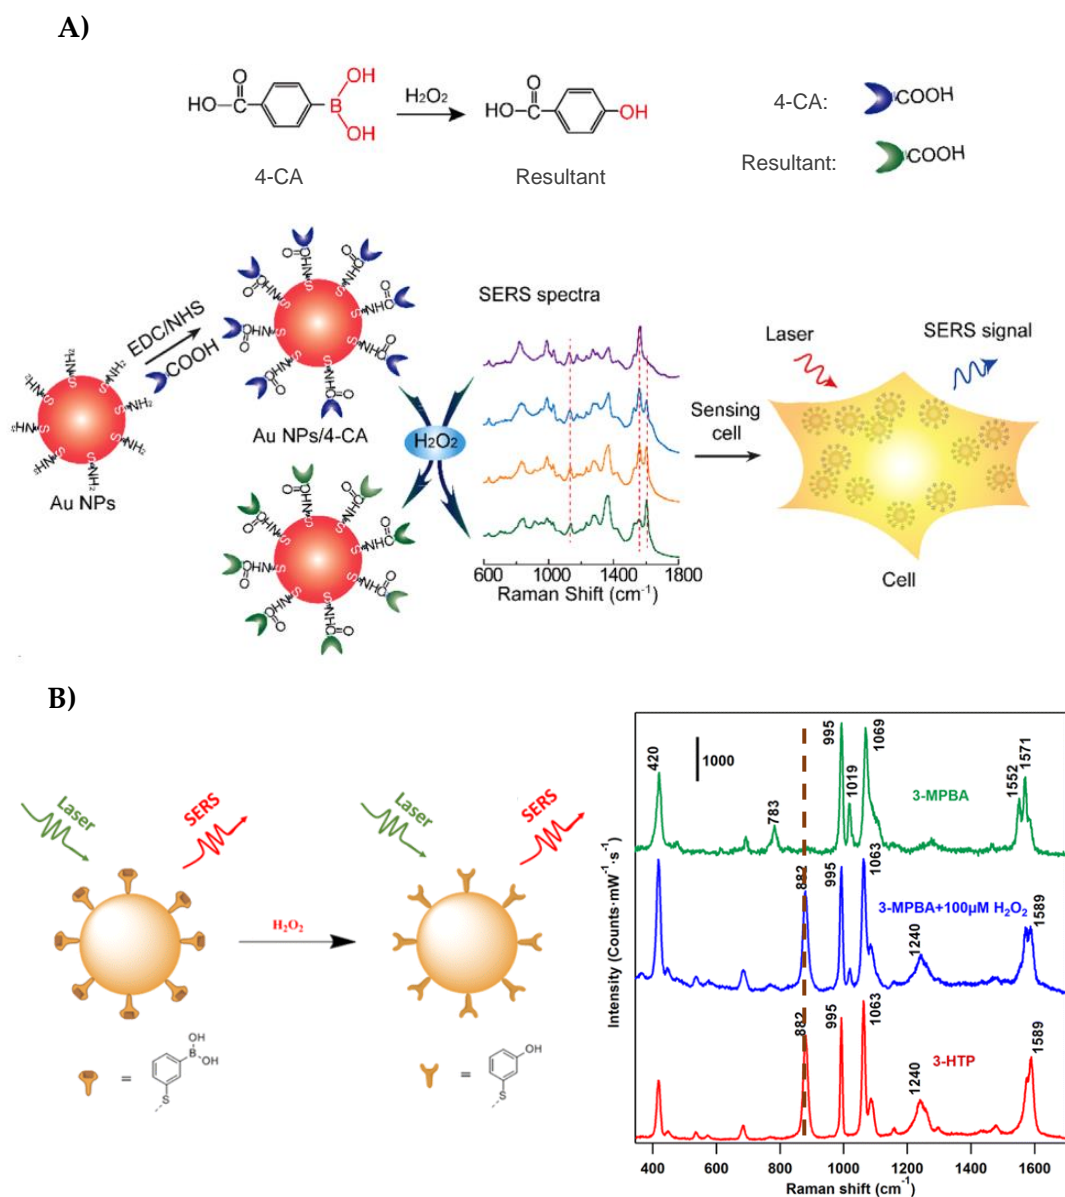 A)
HO
O
C
B
OH
OH
H2O2
HO
O
C
OH
4-CA
Resultant
4-CA:
COOH
Resultant:
COOH
Au NPs
EDC/NHS
COOH
Au NPs/4-CA
H2O2
SERS spectra
600 1000 1400 1800
Raman Shift (cm-1)
Sensing
cell
Laser
SERS signal
Cell
B)
Laser
SERS
H2O2
Laser
SERS
=
OH
B
OH
S
=
OH
S
Intensity (Counts·mW-1·s-1)
1000
420
783
995
1019
1069
1552
1571
3-MPBA
882
995
1063
1240
1589
3-MPBA+100µM H2O2
882
995
1063
1240
1589
3-HTP
400 600 800 1000 1200 1400 1600
Raman shift (cm-1)